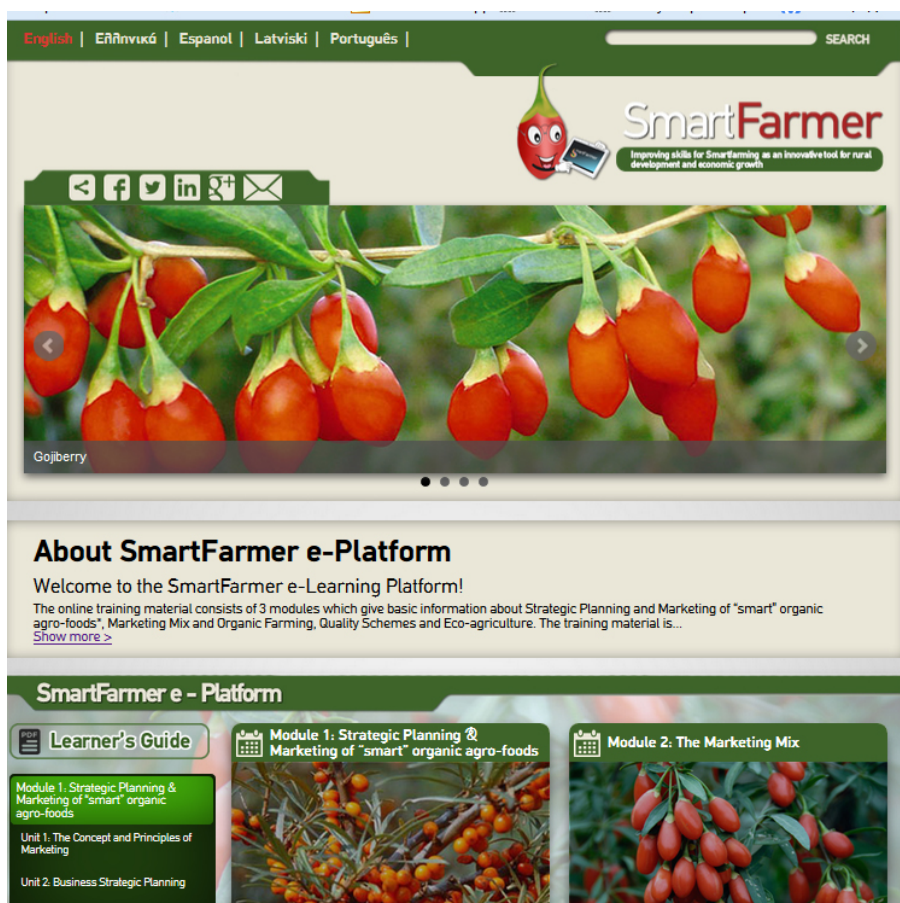 English | Ελληνικά | Espanol | Latviski | Português |
SEARCH
SmartFarmer
Improving skills for Smartfarming as an innovative tool for rural
development and economic growth
Gojiberry
About SmartFarmer e-Platform
Welcome to the SmartFarmer e-Learning Platform!
The online training material consists of 3 modules which give basic information about Strategic Planning and Marketing of "smart" organic
agro-foods*, Marketing Mix and Organic Farming, Quality Schemes and Eco-agriculture. The training material is...
Show more >
SmartFarmer e - Platform
PDF
Learner's Guide
Module 1: Strategic Planning &
Marketing of "smart" organic
agro-foods
Unit 1: The Concept and Principles of
Marketing
Unit 2: Business Strategic Planning
Module 1: Strategic Planning &
Marketing of "smart" organic agro-foods
Module 2: The Marketing Mix